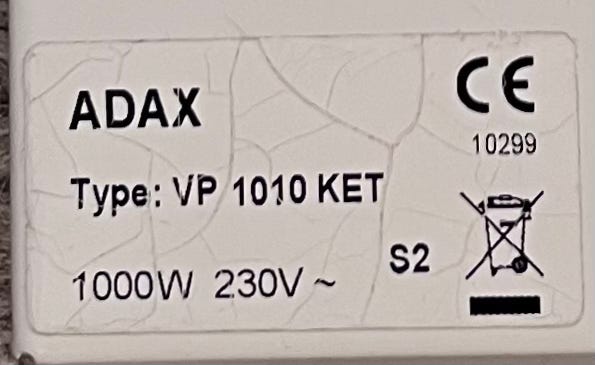 ADAX
CE
10299
Type: VP 1010 KET
S2
1000W 230V ~